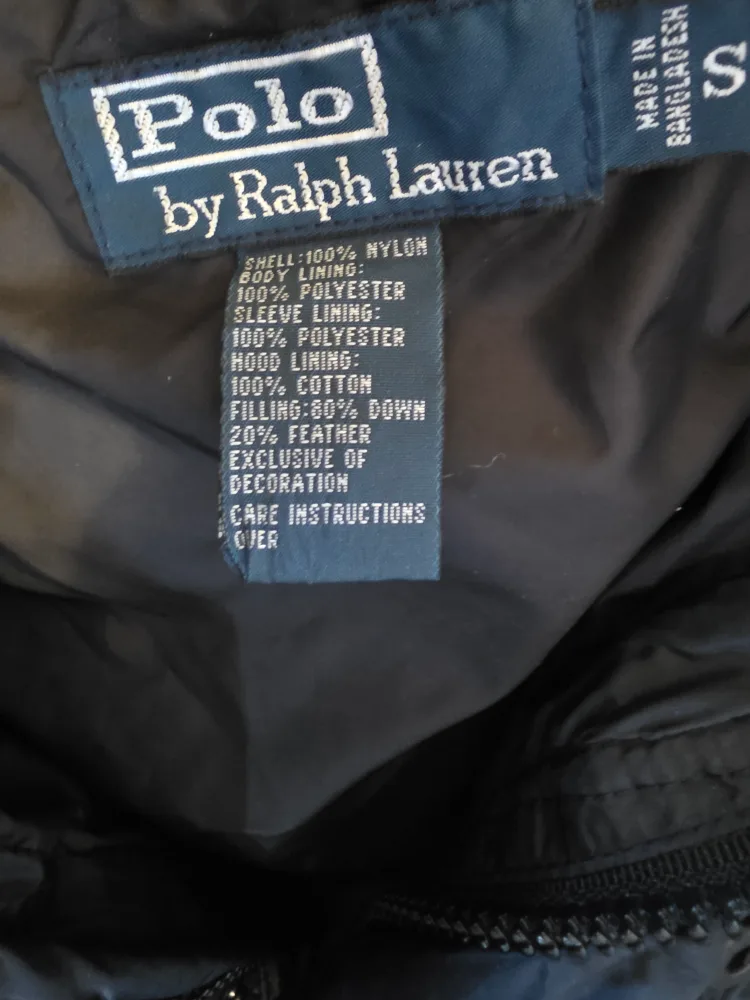 Polo
by Ralph Lauren
MADE IN
BANGLADESH
S
SHELL:100% NYLON
BODY LINING:
100% POLYESTER
SLEEVE LINING:
100% POLYESTER
HOOD LINING:
100% COTTON
FILLING:80% DOWN
20% FEATHER
EXCLUSIVE OF
DECORATION
CARE INSTRUCTIONS
OVER